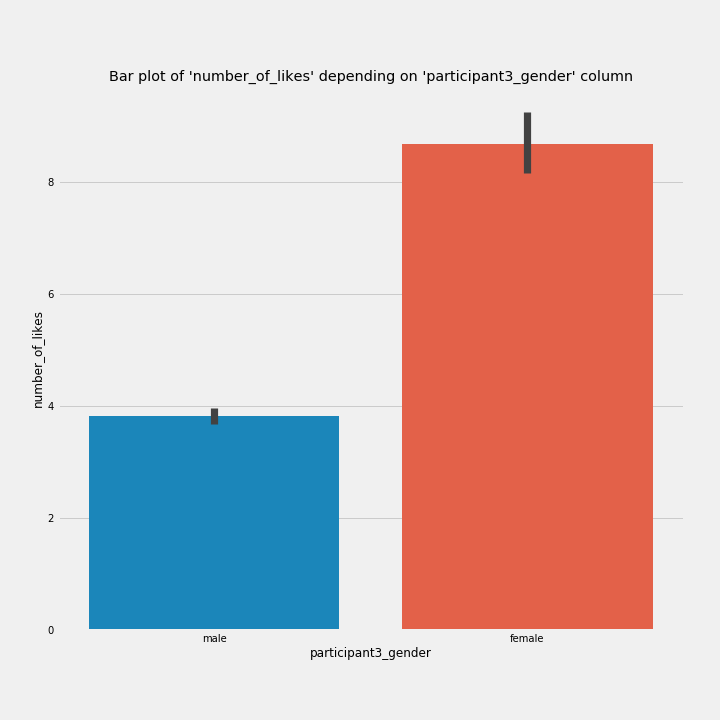 Bar plot of 'number_of_likes' depending on 'participant3_gender' column
number_of_likes
8
6
4
2
0
male
female
participant3_gender